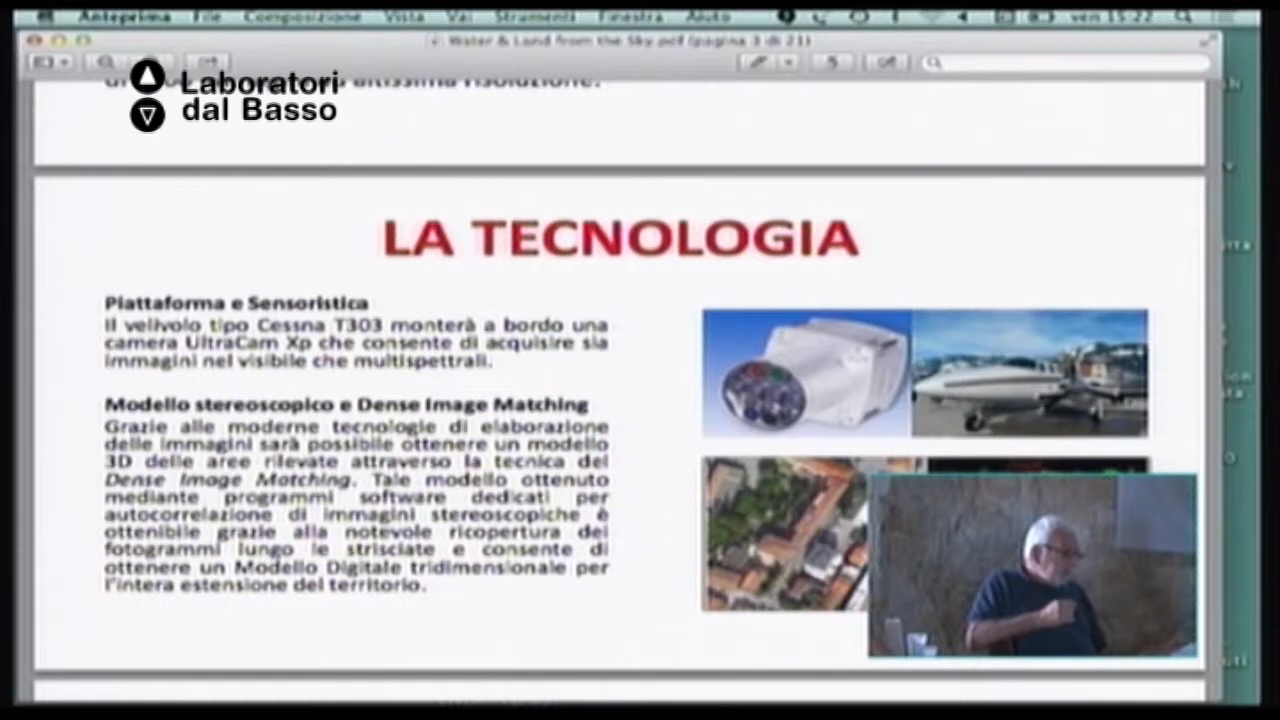 Anteprima File Composizione Vista Vai Strumenti Finestra Aiuto ven 15:22
Water & Land from the Sky.pdf (pagina 3 di 21)
altissima risoluzione.
Laboratori
dal Basso
LA TECNOLOGIA
Piattaforma e Sensoristica
Il velivolo tipo Cessna T303 monterà a bordo una
camera UltraCam Xp che consente di acquisire sia
immagini nel visibile che multispettrali.
Modello stereoscopico e Dense Image Matching
Grazie alle moderne tecnologie di elaborazione
delle immagini sarà possibile ottenere un modello
3D delle aree rilevate attraverso la tecnica del
Dense Image Matching. Tale modello ottenuto
mediante programmi software dedicati per
autocorrelazione di immagini stereoscopiche è
ottenibile grazie alla notevole ricopertura dei
fotogrammi lungo le strisciate e consente di
ottenere un Modello Digitale tridimensionale per
l'intera estensione del territorio.